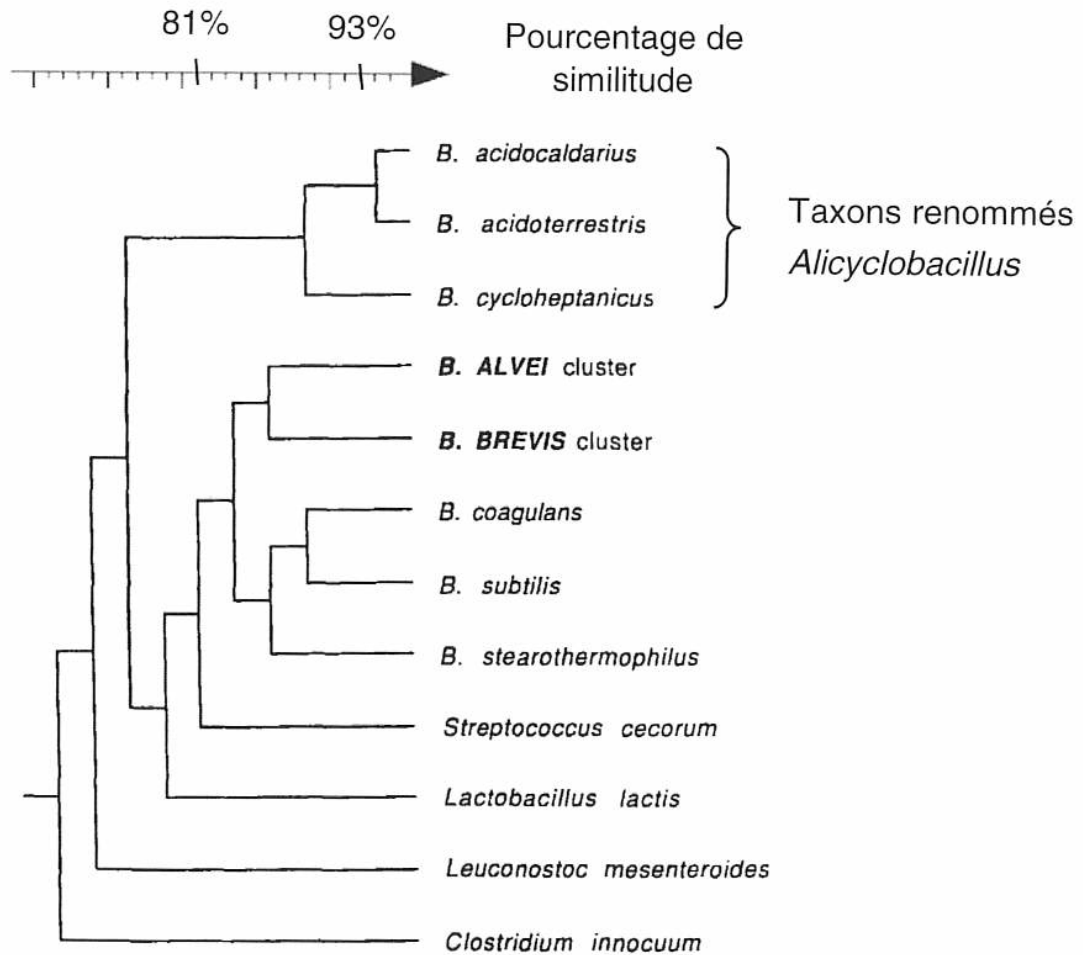 81%
93%
Pourcentage de
similitude
B. acidocaldarius
B. acidoterrestris
B. cycloheptanicus
Taxons renommés
Alicyclobacillus
B. ALVEI cluster
B. BREVIS cluster
B. coagulans
B. subtilis
B. stearothermophilus
Streptococcus cecorum
Lactobacillus lactis
Leuconostoc mesenteroides
Clostridium innocuum